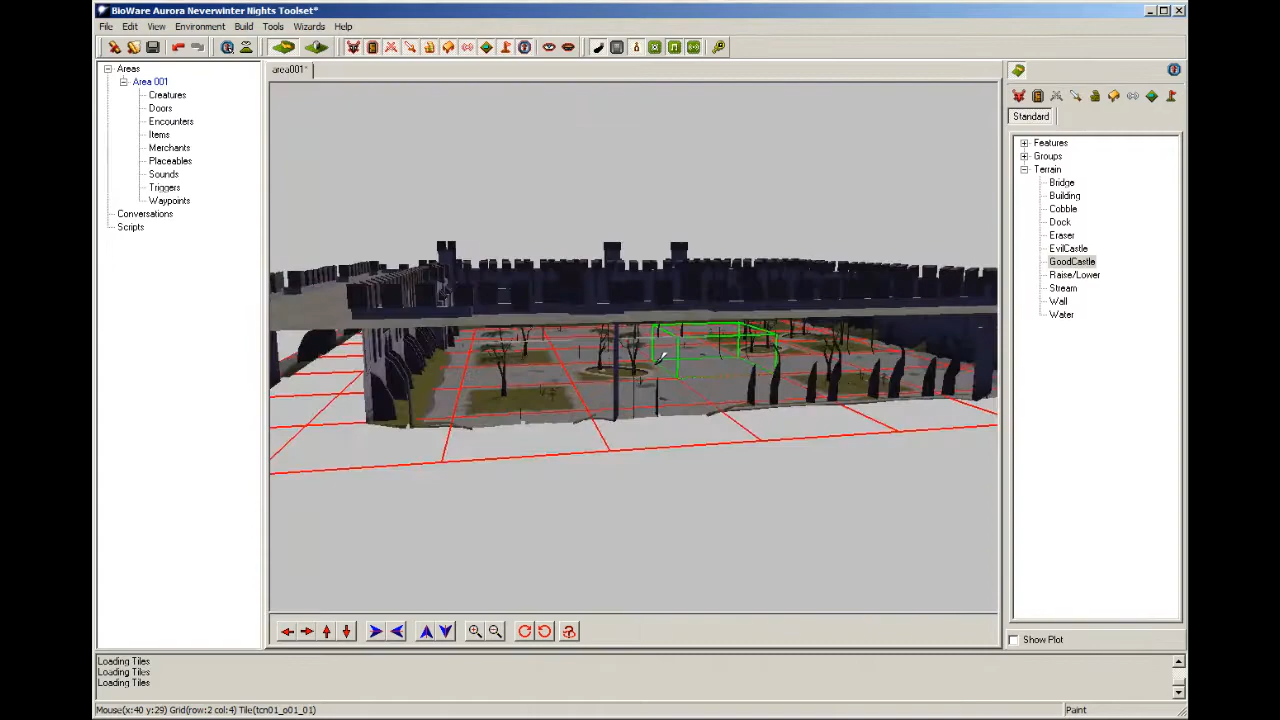 BioWare Aurora Neverwinter Nights Toolset*
File Edit View Environment Build Tools Wizards Help
Areas
Area 001
Creatures
Doors
Encounters
Items
Merchants
Placeables
Sounds
Triggers
Waypoints
Conversations
Scripts
area001*
Standard
Features
Groups
Terrain
Bridge
Building
Cobble
Dock
Eraser
EvilCastle
GoodCastle
Raise/Lower
Stream
Wall
Water
Show Plot
Loading Tiles
Loading Tiles
Loading Tiles
Mouse(x:40 y:29) Grid(row:2 col:4) Tile(tcn01_o01_01)
Paint